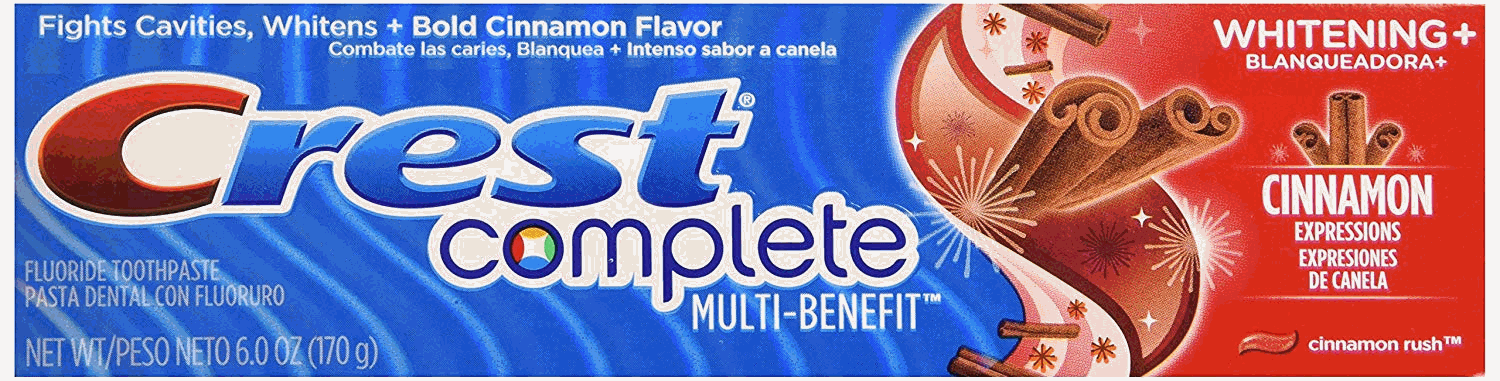 Fights Cavities, Whitens + Bold Cinnamon Flavor
Combate las caries, Blanquea + Intenso sabor a canela
Crest®
complete
MULTI-BENEFIT™
FLUORIDE TOOTHPASTE
PASTA DENTAL CON FLUORURO
NET WT/PESO NETO 6.0 OZ (170 g)
WHITENING+
BLANQUEADORA+
CINNAMON
EXPRESSIONS
EXPRESIONES
DE CANELA
cinnamon rush™